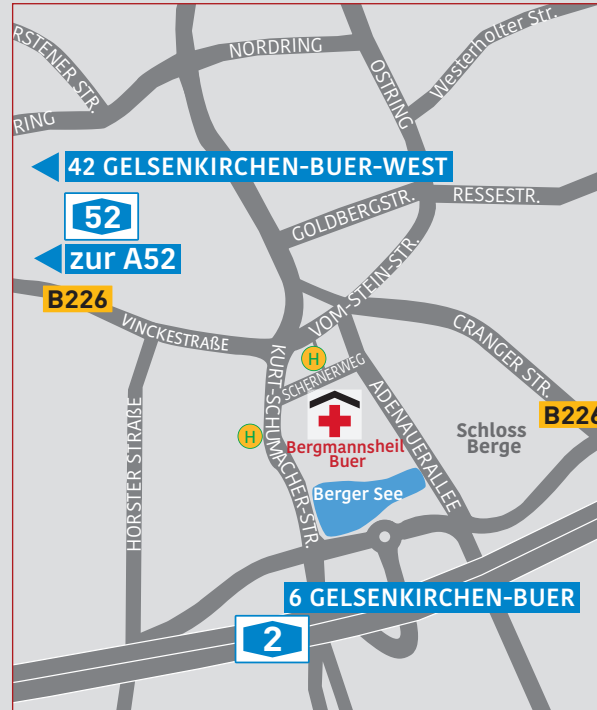 Westerholter Str.
RSTENER STR.
NORDRING
OSTRING
RING
42 GELSENKIRCHEN-BUER-WEST
52
RESSESTR.
GOLDBERGSTR.
zur A52
VOM-STEIN-STR.
B226
VINCKESTRAßE
CRANGER STR.
H
SCHERNERWEG
KURT-SCHUMACHER-STR.
ADENAUERALLEE
HORSTER STRAßE
B226
H
Schloss
Berge
Bergmannsheil
Buer
Berger See
6 GELSENKIRCHEN-BUER
2